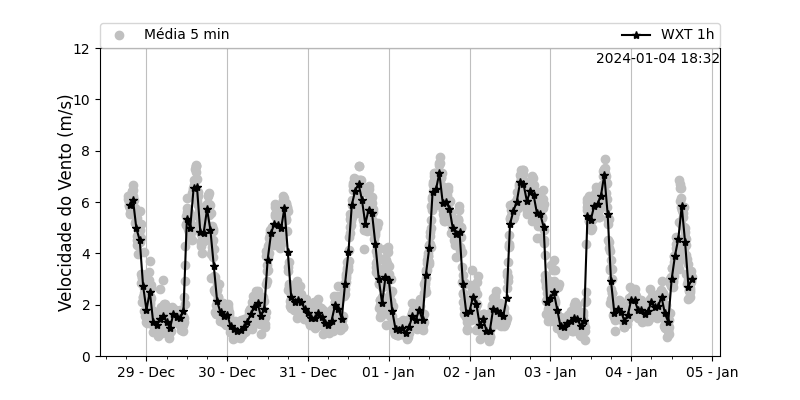 Média 5 min WXT 1h
2024-01-04 18:32
Velocidade do Vento (m/s)
12
10
8
6
4
2
0
29 - Dec 30 - Dec 31 - Dec 01 - Jan 02 - Jan 03 - Jan 04 - Jan 05 - Jan